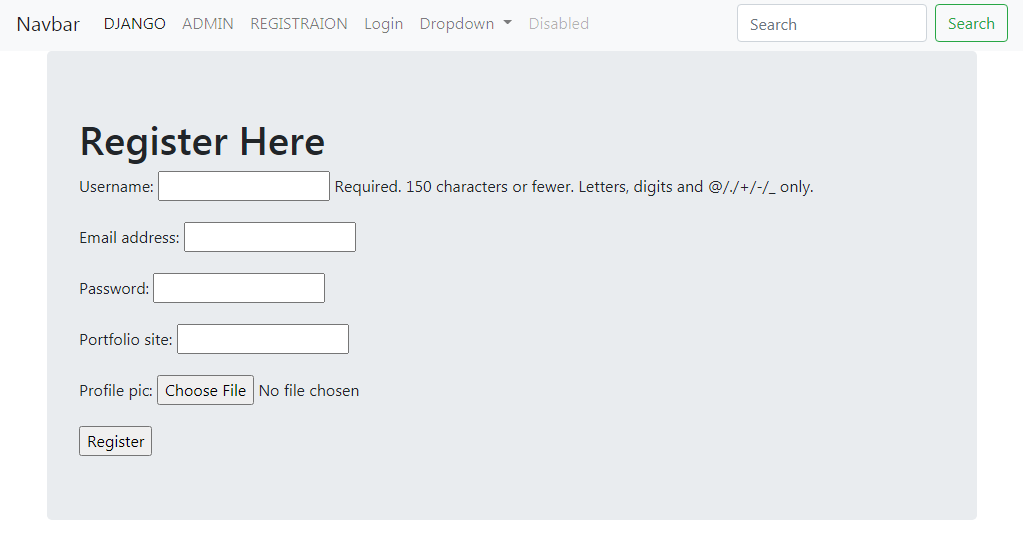 Navbar DJANGO ADMIN REGISTRAION Login Dropdown Disabled Search Search
Register Here
Username: Required. 150 characters or fewer. Letters, digits and @/./+/-/_ only.
Email address:
Password:
Portfolio site:
Profile pic: Choose File No file chosen
Register